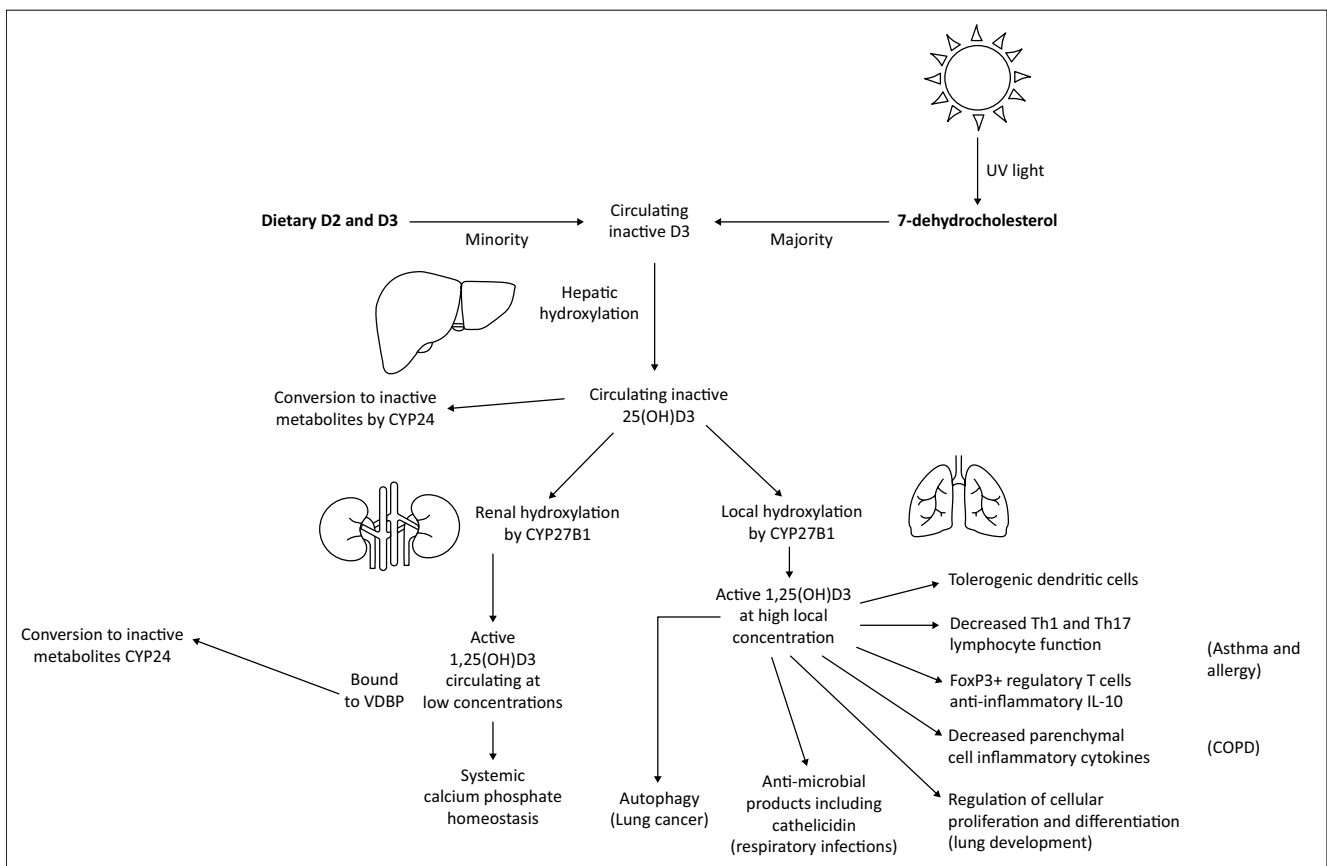 UV light
Dietary D2 and D3
Minority
Circulating
inactive D3
Majority
7-dehydrocholesterol
Hepatic
hydroxylation
Conversion to inactive
metabolites by CYP24
Circulating inactive
25(OH)D3
Renal hydroxylation
by CYP27B1
Local hydroxylation
by CYP27B1
Conversion to inactive
metabolites CYP24
Bound
to VDBP
Active
1,25(OH)D3
circulating at
low concentrations
Systemic
calcium phosphate
homeostasis
Active 1,25(OH)D3
at high local
concentration
Tolerogenic dendritic cells
Decreased Th1 and Th17
lymphocyte function
(Asthma and
allergy)
FoxP3+ regulatory T cells
anti-inflammatory IL-10
Decreased parenchymal
cell inflammatory cytokines
(COPD)
Autophagy
(Lung cancer)
Anti-microbial
products including
cathelicidin
(respiratory infections)
Regulation of cellular
proliferation and differentiation
(lung development)